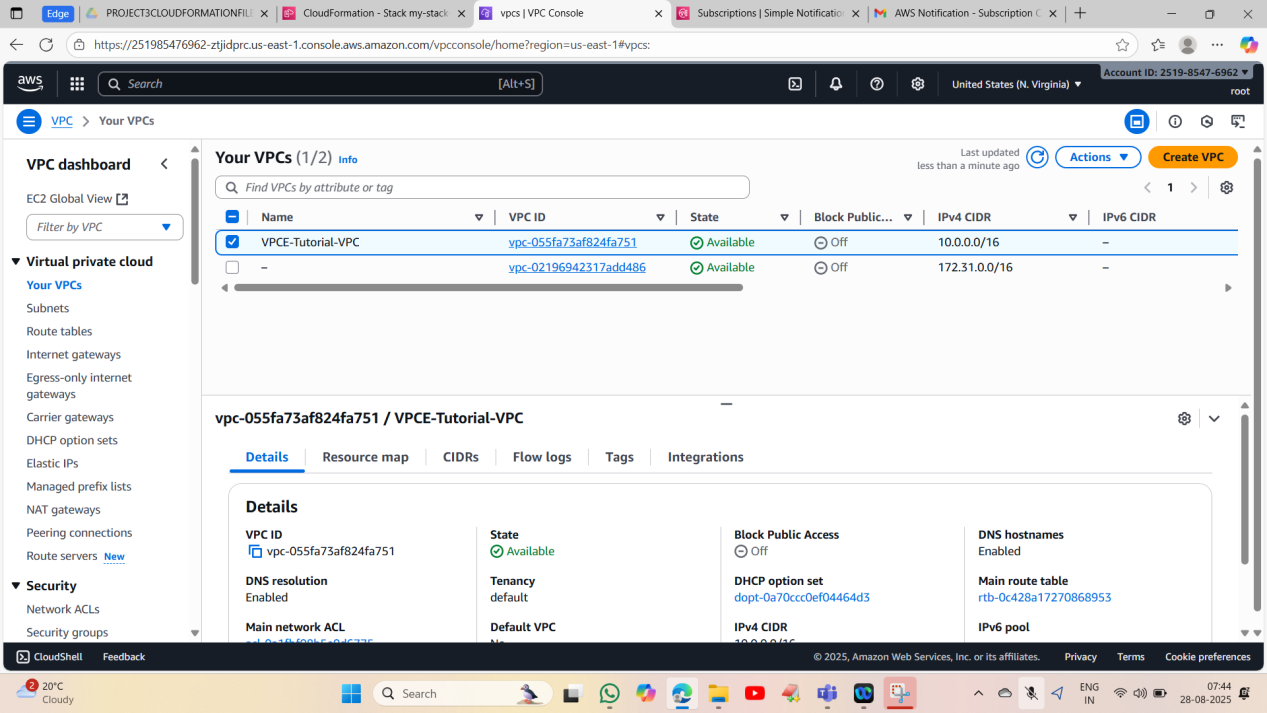 Edge
PROJECT3CLOUDFORMATIONFILE
CloudFormation - Stack my-stack
vpcs | VPC Console
Subscriptions | Simple Notification
AWS Notification - Subscription C
https://251985476962-ztjidprc.us-east-1.console.aws.amazon.com/vpcconsole/home?region=us-east-1#vpcs:
aws
Search
[Alt+S]
United States (N. Virginia)
Account ID: 2519-8547-6962
root
VPC
Your VPCs
VPC dashboard
EC2 Global View
Filter by VPC
Virtual private cloud
Your VPCs
Subnets
Route tables
Internet gateways
Egress-only internet
gateways
Carrier gateways
DHCP option sets
Elastic IPs
Managed prefix lists
NAT gateways
Peering connections
Route servers New
Security
Network ACLs
Security groups
Your VPCs (1/2) Info
Last updated
less than a minute ago
Actions
Create VPC
Find VPCs by attribute or tag
1
Name VPC ID State Block Public... IPv4 CIDR IPv6 CIDR
VPCE-Tutorial-VPC vpc-055fa73af824fa751 Available Off 10.0.0.0/16 –
– vpc-02196942317add486 Available Off 172.31.0.0/16 –
vpc-055fa73af824fa751 / VPCE-Tutorial-VPC
Details Resource map CIDRs Flow logs Tags Integrations
Details
VPC ID
vpc-055fa73af824fa751
State
Available
Block Public Access
Off
DNS hostnames
Enabled
DNS resolution
Enabled
Tenancy
default
DHCP option set
dopt-0a70ccc0ef04464d3
Main route table
rtb-0c428a17270868953
Main network ACL
Default VPC
No
IPv4 CIDR
10.0.0.0/16
IPv6 pool
CloudShell
Feedback
© 2025, Amazon Web Services, Inc. or its affiliates.
Privacy
Terms
Cookie preferences
2
20°C
Cloudy
Search
ENG
IN
07:44
28-08-2025